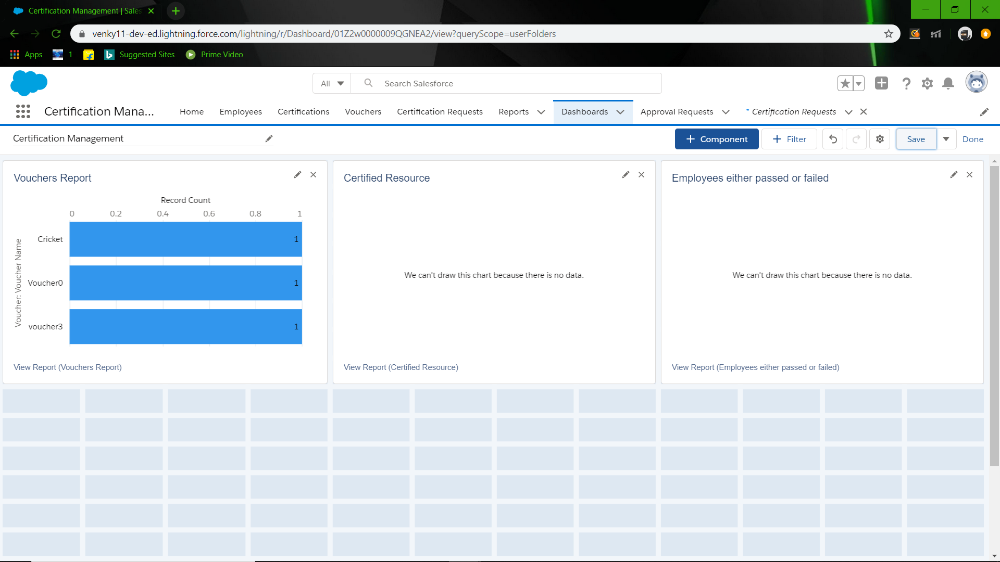 Certification Management | Sales
venky11-dev-ed.lightning.force.com/lightning/r/Dashboard/01Z2w0000009QGNEA2/view?queryScope=userFolders
Apps 1 Suggested Sites Prime Video
All Search Salesforce
Certification Mana... Home Employees Certifications Vouchers Certification Requests Reports Dashboards Approval Requests * Certification Requests
Certification Management + Component + Filter Save Done
Vouchers Report
Record Count
0 0.2 0.4 0.6 0.8 1
Voucher: Voucher Name
Cricket 1
Voucher0 1
voucher3 1
View Report (Vouchers Report)
Certified Resource
We can't draw this chart because there is no data.
View Report (Certified Resource)
Employees either passed or failed
We can't draw this chart because there is no data.
View Report (Employees either passed or failed)